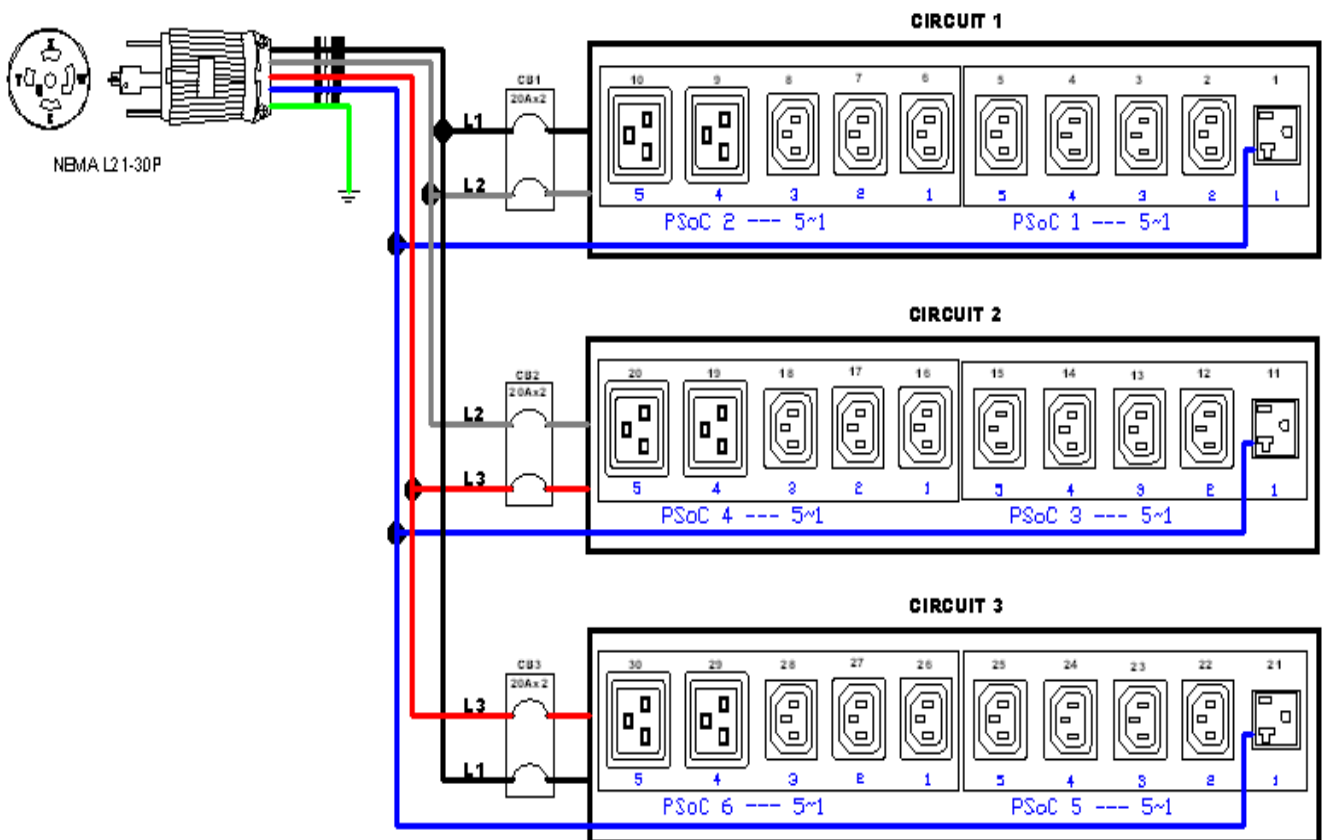 CIRCUIT 1
NEMA L21-30P
CB1
20Ax2
L1
L2
10 9 8 7 6 5 4 3 2 1
5 4 3 2 1 5 4 3 2 1
PSoC 2 --- 5~1 PSoC 1 --- 5~1
CIRCUIT 2
CB2
20Ax2
L2
L3
20 19 18 17 16 15 14 13 12 11
5 4 3 2 1 5 4 3 2 1
PSoC 4 --- 5~1 PSoC 3 --- 5~1
CIRCUIT 3
CB3
20Ax2
L3
L1
30 29 28 27 26 25 24 23 22 21
5 4 3 2 1 5 4 3 2 1
PSoC 6 --- 5~1 PSoC 5 --- 5~1